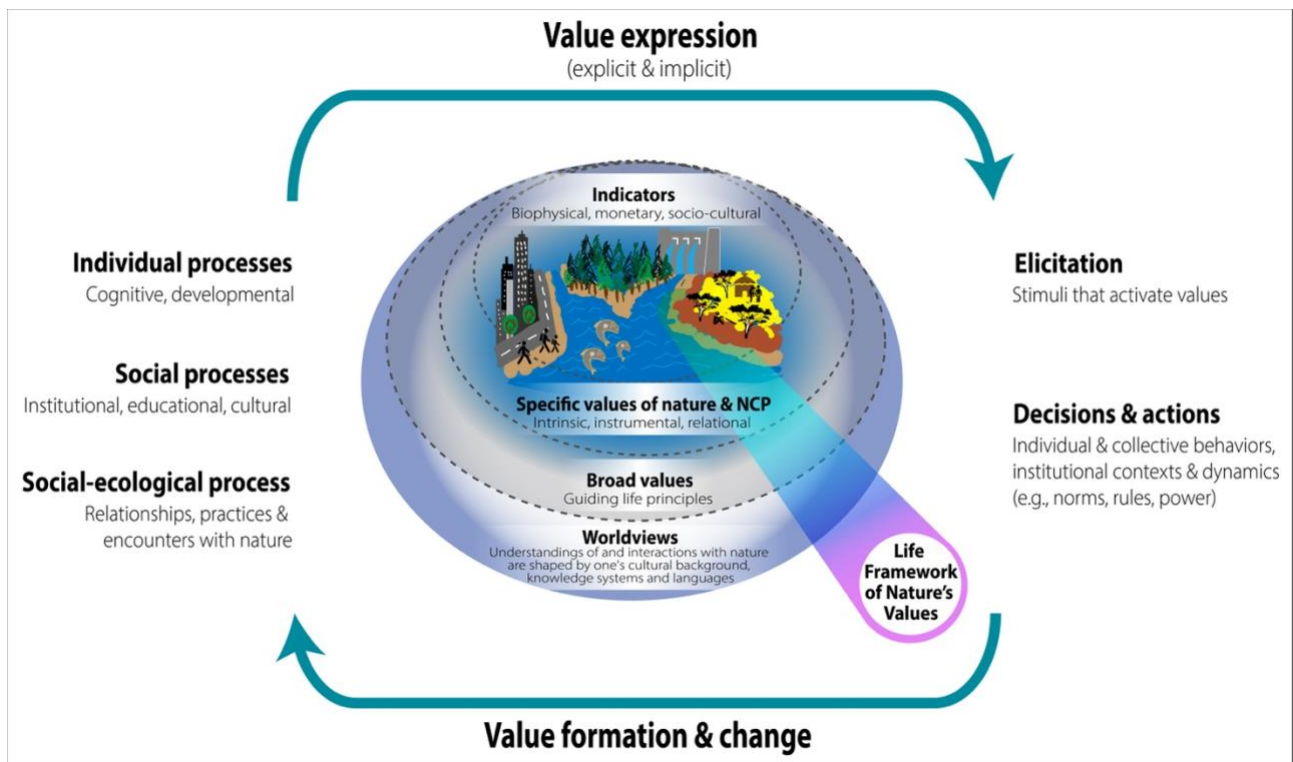 Value expression
(explicit & implicit)
Indicators
Biophysical, monetary, socio-cultural
Individual processes
Cognitive, developmental
Social processes
Institutional, educational, cultural
Social-ecological process
Relationships, practices &
encounters with nature
Specific values of nature & NCP
Intrinsic, instrumental, relational
Broad values
Guiding life principles
Worldviews
Understandings of and interactions with nature
are shaped by one's cultural background,
knowledge systems and languages
Life
Framework
of Nature's
Values
Elicitation
Stimuli that activate values
Decisions & actions
Individual & collective behaviors,
institutional contexts & dynamics
(e.g., norms, rules, power)
Value formation & change